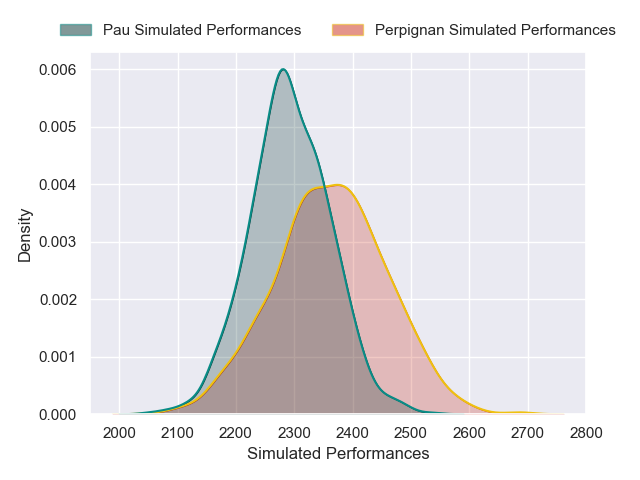 Pau Simulated Performances
Perpignan Simulated Performances
0.006
0.005
0.004
0.003
0.002
0.001
0.000
Density
2000 2100 2200 2300 2400 2500 2600 2700 2800
Simulated Performances